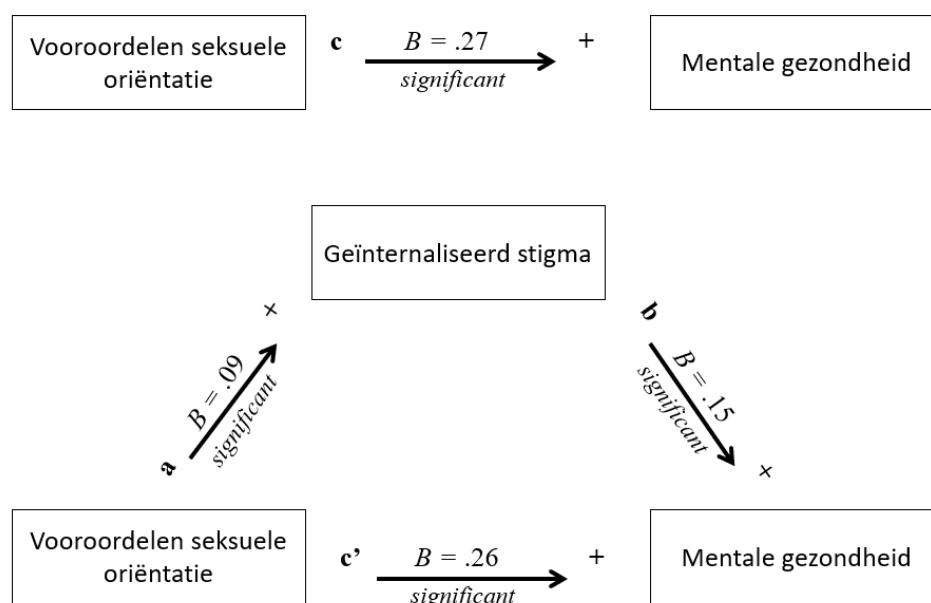 Vooroordelen seksuele
oriëntatie
c B = .27 +
significant
Mentale gezondheid
Geïnternaliseerd stigma
+
a B = .09
significant
b B = .15
significant
+
Vooroordelen seksuele
oriëntatie
c’ B = .26 +
significant
Mentale gezondheid